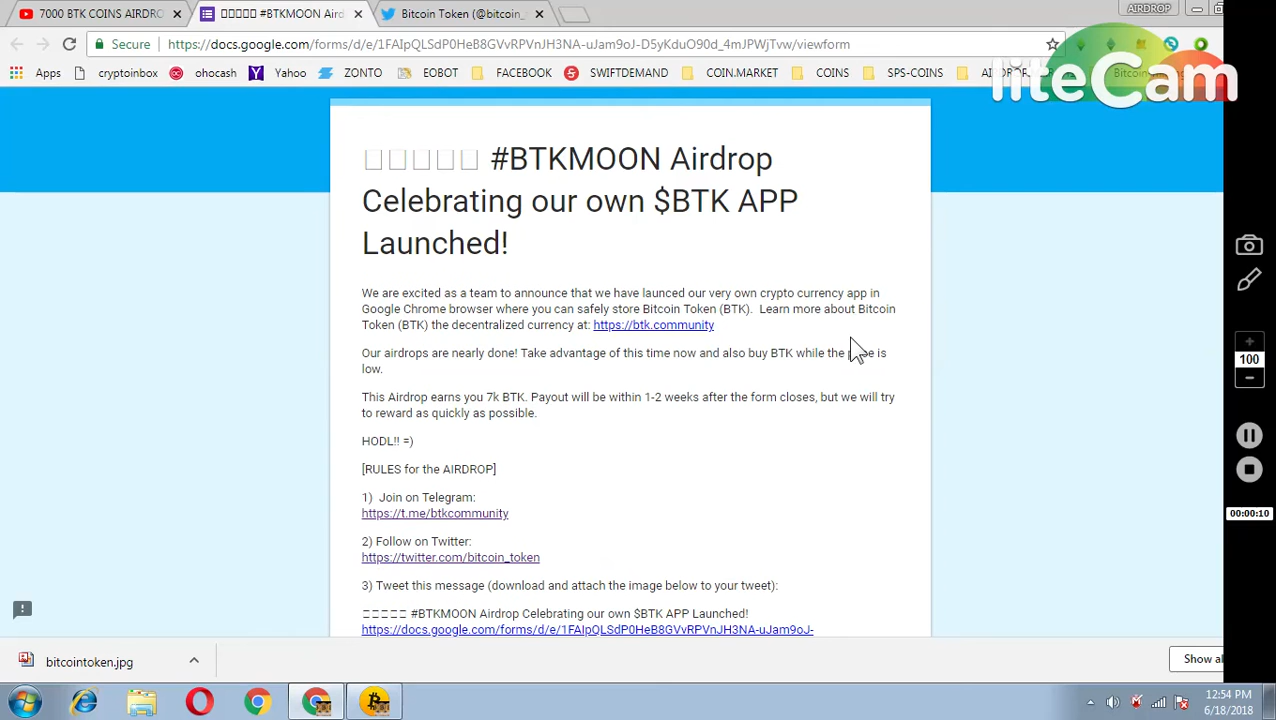 7000 BTK COINS AIRDRO
#BTKMOON Aird
Bitcoin Token (@bitcoin_
AIRDROP
Secure
https://docs.google.com/forms/d/e/1FAIpQLSdP0HeB8GVvRPVnJH3NA-uJam9oJ-D5yKduO90d_4mJPWjTvw/viewform
Apps
cryptoinbox
ohocash
Yahoo
ZONTO
EOBOT
FACEBOOK
SWIFTDEMAND
COIN.MARKET
COINS
SPS-COINS
liteCam
#BTKMOON Airdrop
Celebrating our own $BTK APP
Launched!
We are excited as a team to announce that we have launced our very own crypto currency app in
Google Chrome browser where you can safely store Bitcoin Token (BTK). Learn more about Bitcoin
Token (BTK) the decentralized currency at: https://btk.community
Our airdrops are nearly done! Take advantage of this time now and also buy BTK while the is
low.
This Airdrop earns you 7k BTK. Payout will be within 1-2 weeks after the form closes, but we will try
to reward as quickly as possible.
HODL!! =)
[RULES for the AIRDROP]
1) Join on Telegram:
https://t.me/btkcommunity
2) Follow on Twitter:
https://twitter.com/bitcoin_token
3) Tweet this message (download and attach the image below to your tweet):
#BTKMOON Airdrop Celebrating our own $BTK APP Launched!
https://docs.google.com/forms/d/e/1FAIpQLSdP0HeB8GVvRPVnJH3NA-uJam9oJ-
100
00:00:10
bitcointoken.jpg
Show al
12:54 PM
6/18/2018